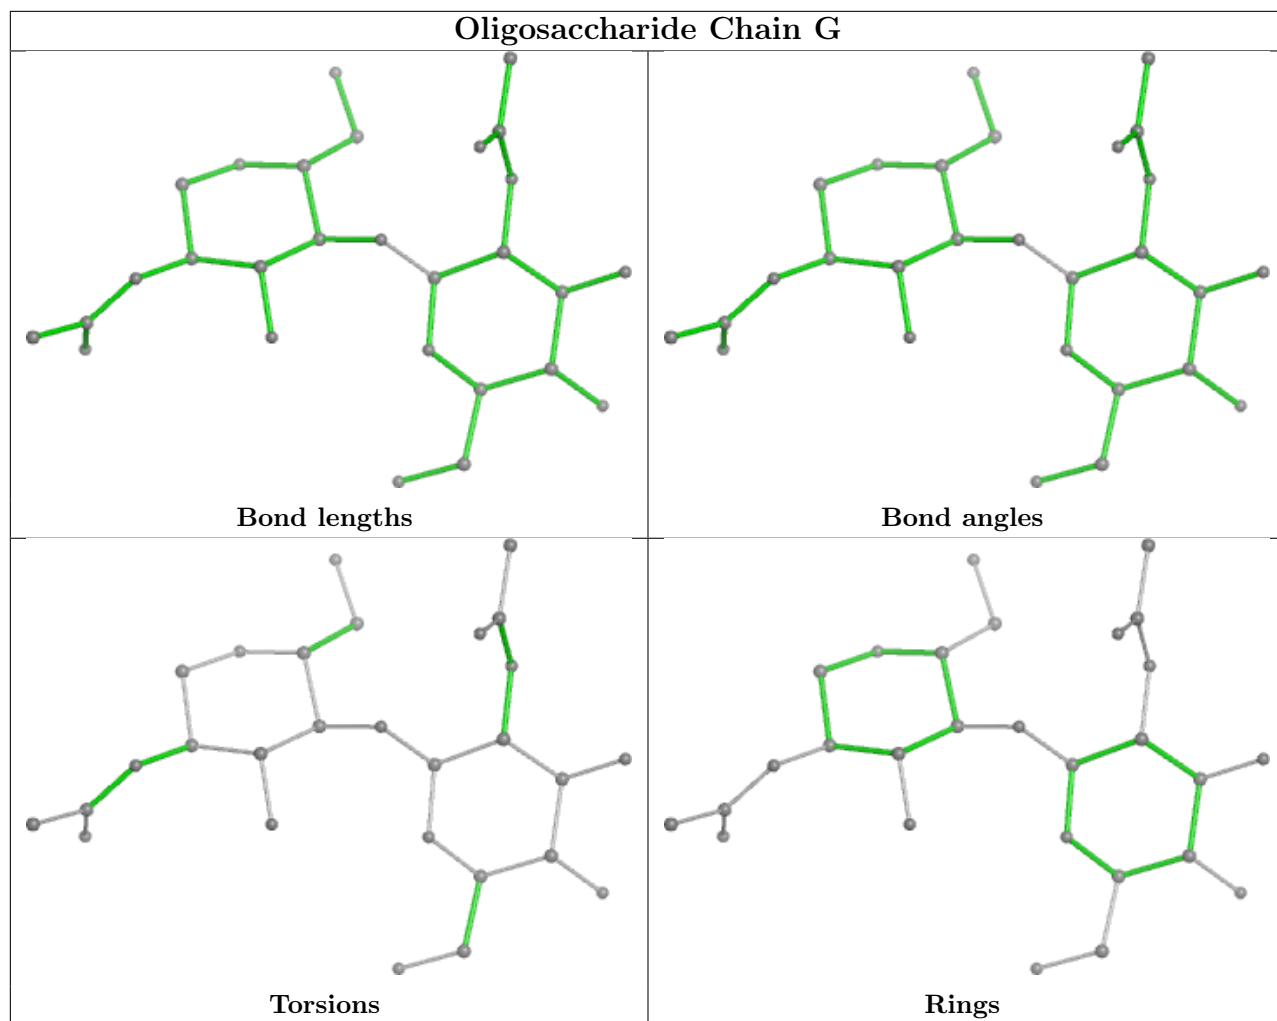 Oligosaccharide Chain G
Bond lengths
Bond angles
Torsions
Rings